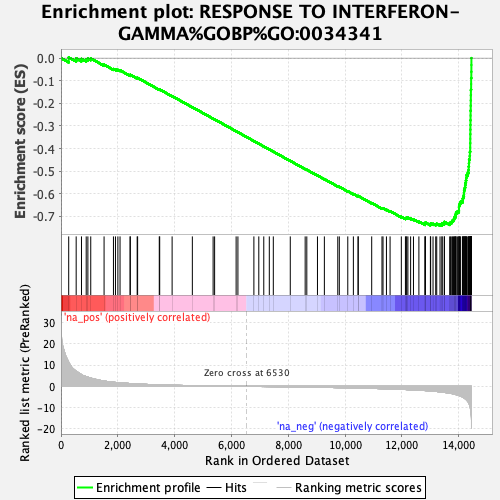 Enrichment plot: RESPONSE TO INTERFERON-
GAMMA%GOBP%GO:0034341
Enrichment score (ES)
0.0
-0.1
-0.2
-0.3
-0.4
-0.5
-0.6
-0.7
'na_pos' (positively correlated)
Ranked list metric (PreRanked)
30
20
10
0
-10
-20
Zero cross at 6530
'na_neg' (negatively correlated)
0 2,000 4,000 6,000 8,000 10,000 12,000 14,000
Rank in Ordered Dataset
Enrichment profile Hits Ranking metric scores